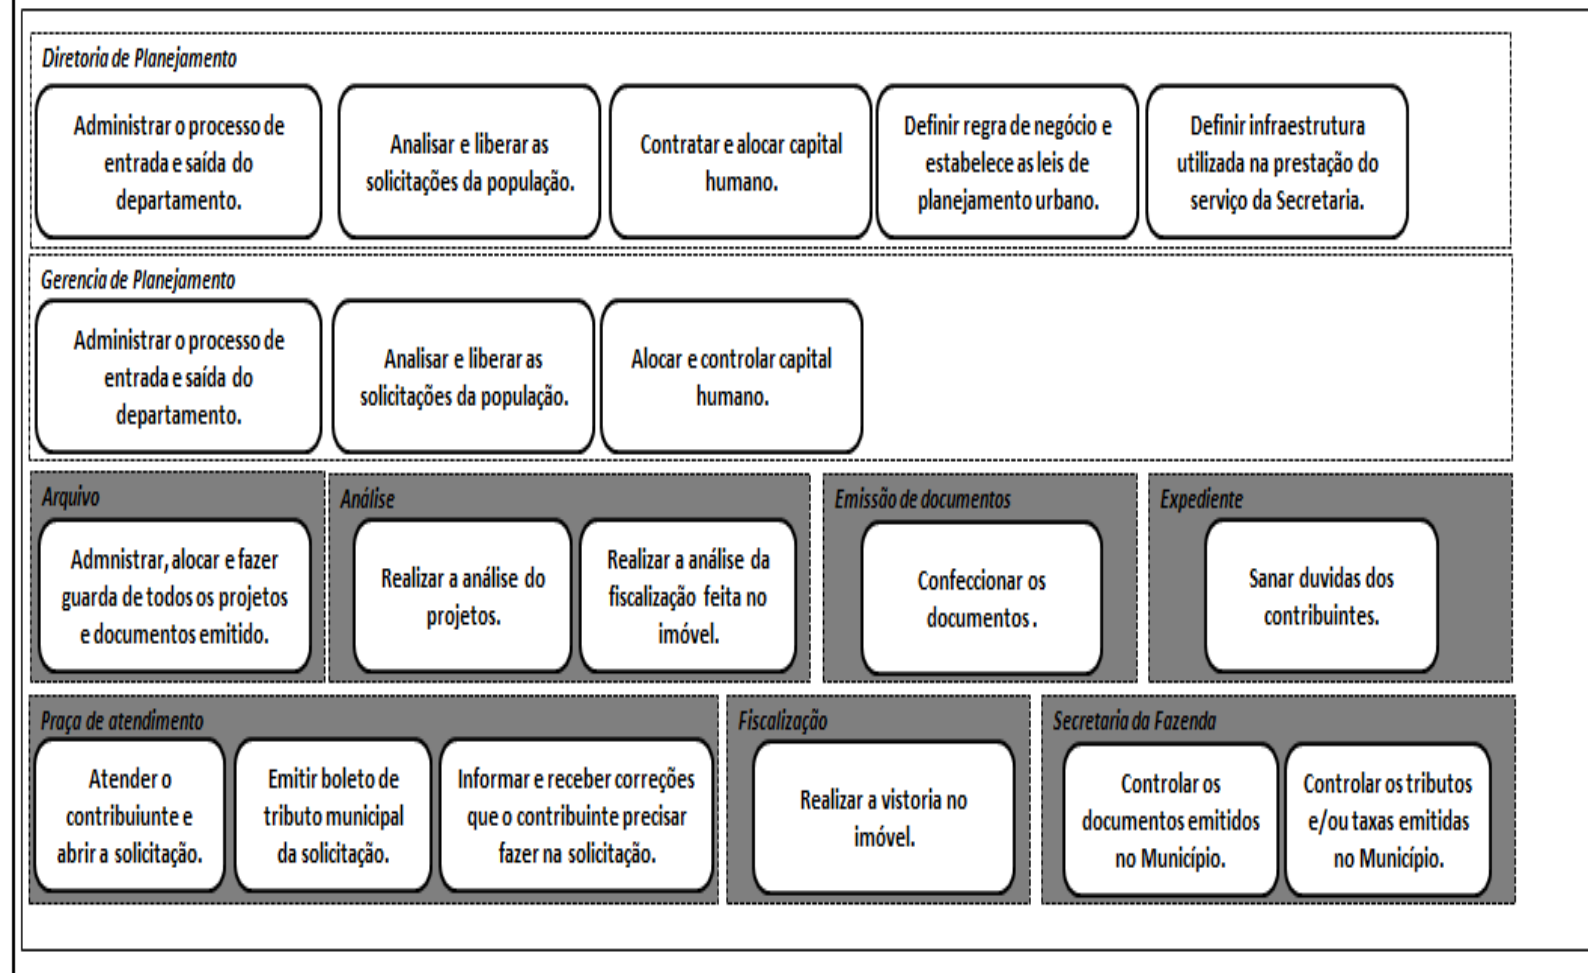 Diretoria de Planejamento
Administrar o processo de
entrada e saída do
departamento.
Analisar e liberar as
solicitações da população.
Contratar e alocar capital
humano.
Definir regra de negócio e
estabelece as leis de
planejamento urbano.
Definir infraestrutura
utilizada na prestação do
serviço da Secretaria.
Gerencia de Planejamento
Administrar o processo de
entrada e saída do
departamento.
Analisar e liberar as
solicitações da população.
Alocar e controlar capital
humano.
Arquivo
Admnistrar, alocar e fazer
guarda de todos os projetos
e documentos emitido.
Análise
Realizar a análise do
projetos.
Realizar a análise da
fiscalização feita no
imóvel.
Emissão de documentos
Confeccionar os
documentos .
Expediente
Sanar duvidas dos
contribuintes.
Praça de atendimento
Atender o
contribuiunte e
abrir a solicitação.
Emitir boleto de
tributo municipal
da solicitação.
Informar e receber correções
que o contribuinte precisar
fazer na solicitação.
Fiscalização
Realizar a vistoria no
imóvel.
Secretaria da Fazenda
Controlar os
documentos emitidos
no Município.
Controlar os tributos
e/ou taxas emitidas
no Município.